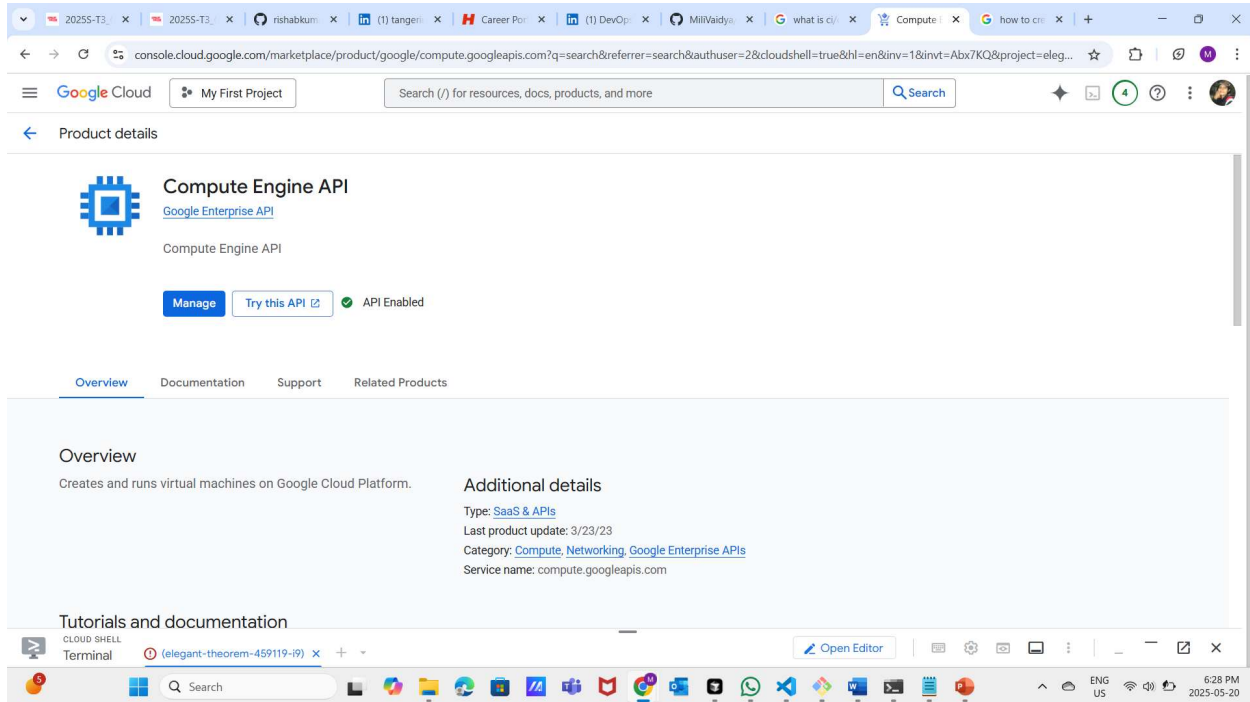 2025S-T3_
2025S-T3_
rishabkum
(1) tangeri
Career Por
(1) DevOp
MiliVaidya
what is ci/
Compute
how to cre
console.cloud.google.com/marketplace/product/google/compute.googleapis.com?q=search&referrer=search&authuser=2&cloudshell=true&hl=en&inv=1&invt=Abx7KQ&project=eleg...
M
Google Cloud
My First Project
Search (/) for resources, docs, products, and more
Search
4
Product details
Compute Engine API
Google Enterprise API
Compute Engine API
Manage
Try this API
API Enabled
Overview
Documentation
Support
Related Products
Overview
Creates and runs virtual machines on Google Cloud Platform.
Additional details
Type: SaaS & APIs
Last product update: 3/23/23
Category: Compute, Networking, Google Enterprise APIs
Service name: compute.googleapis.com
Tutorials and documentation
CLOUD SHELL
Terminal
(elegant-theorem-459119-i9)
Open Editor
5
Search
ENG
US
6:28 PM
2025-05-20